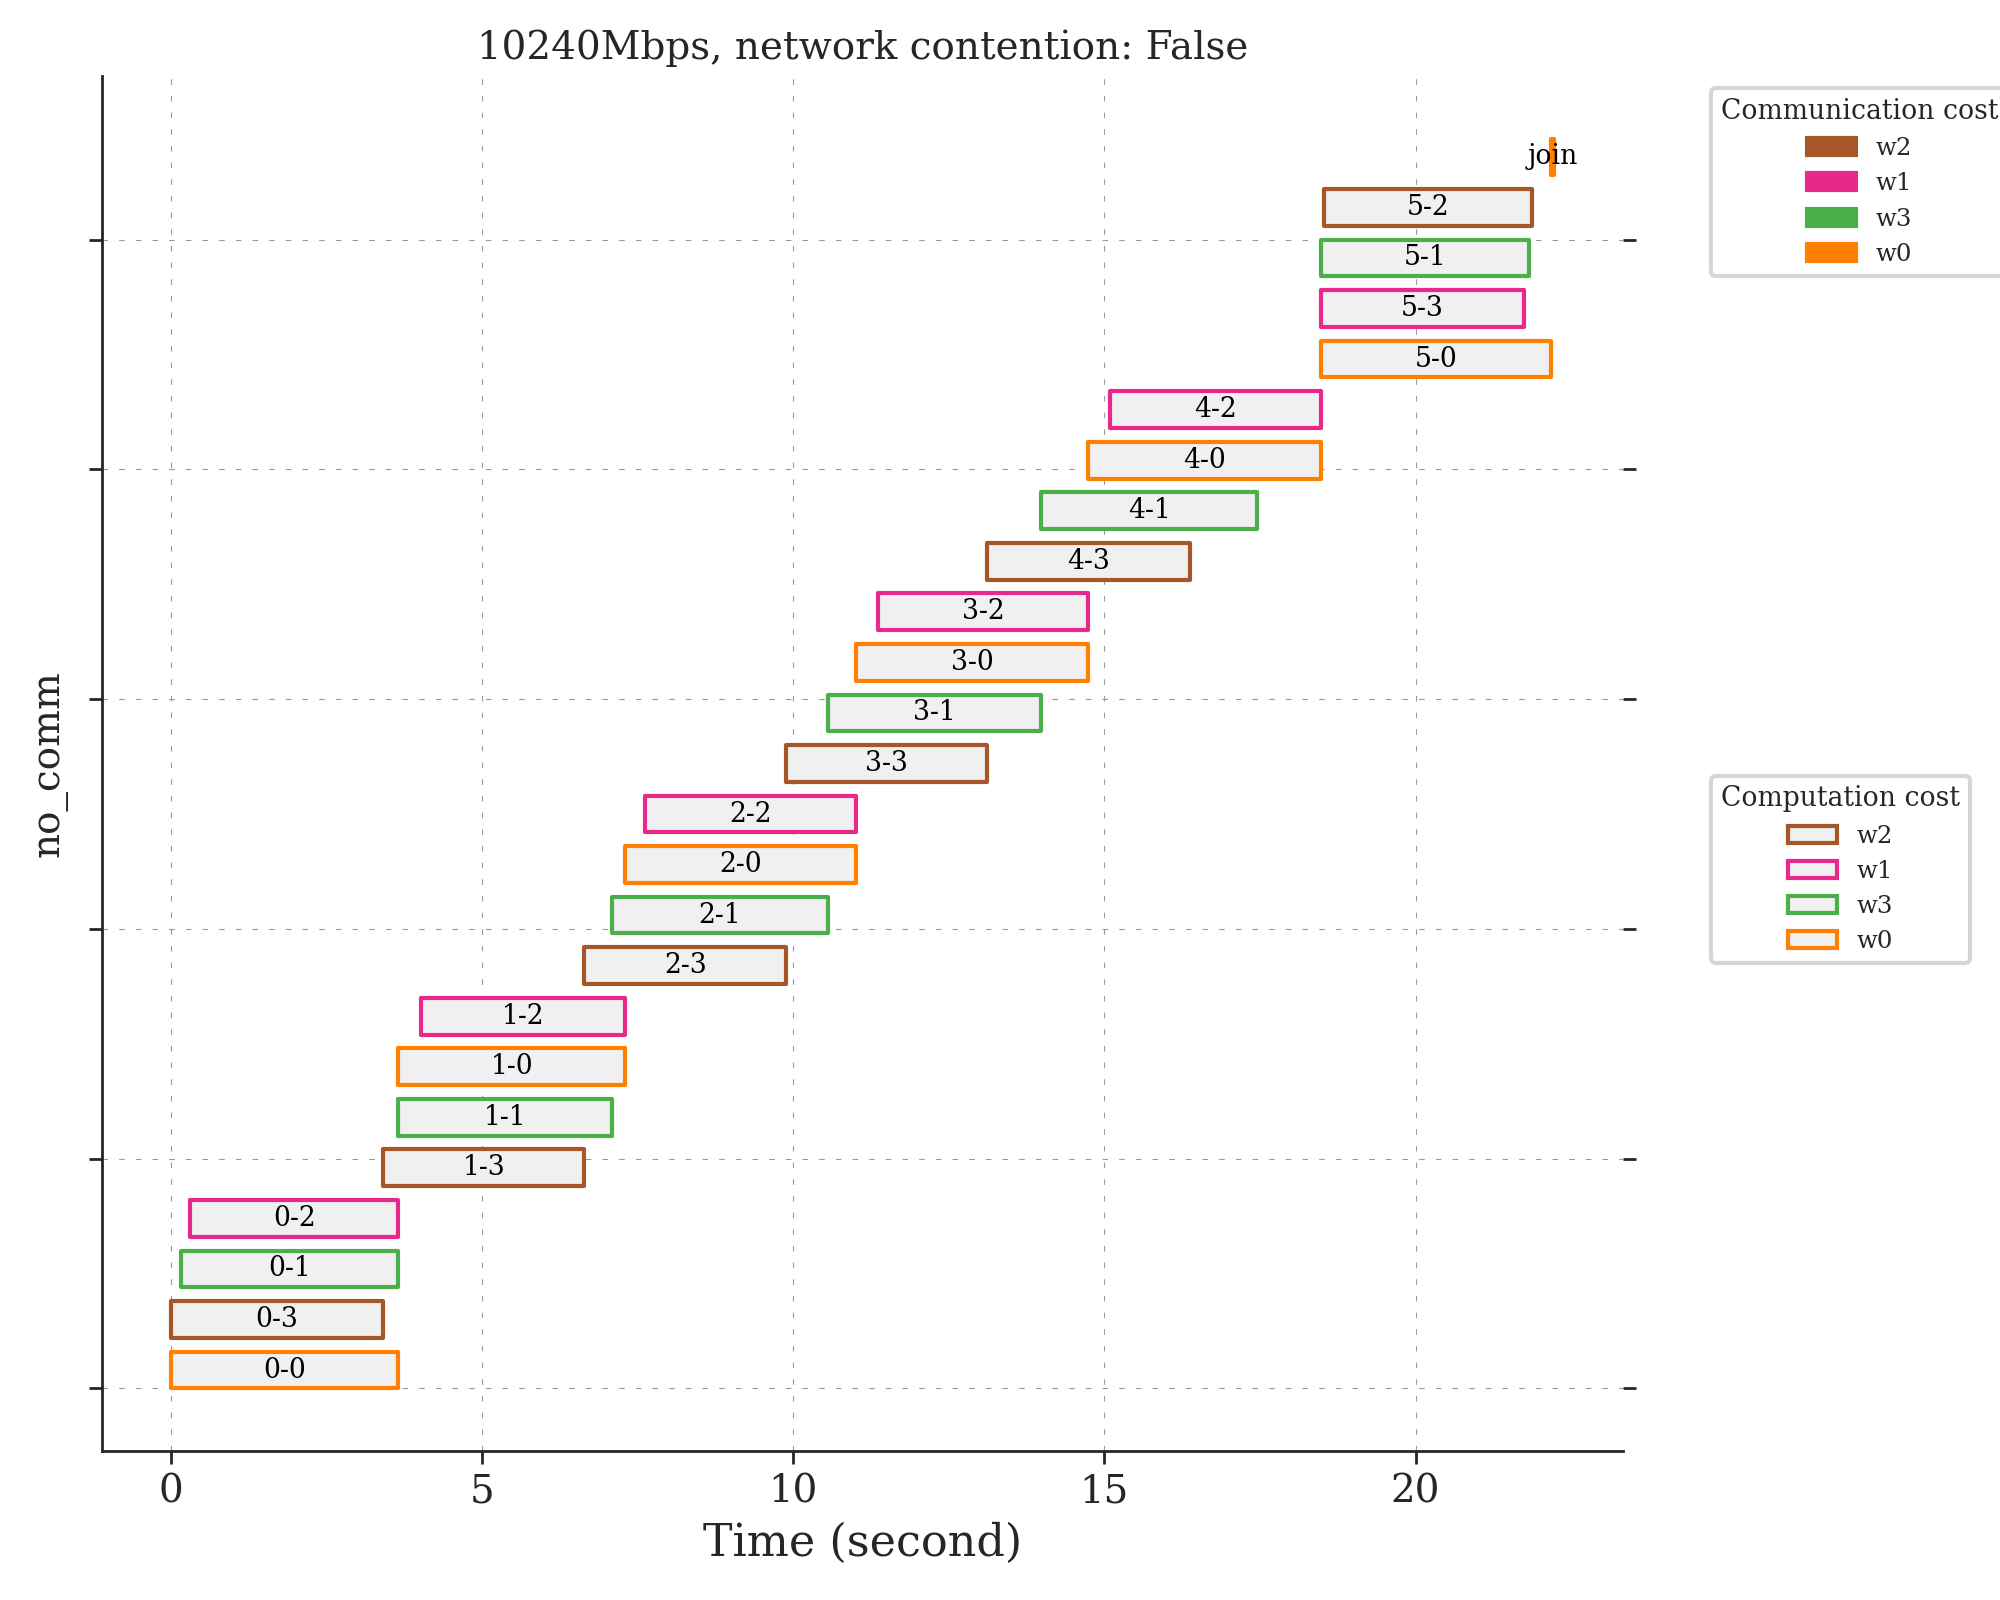 10240Mbps, network contention: False
Communication cost
w2
w1
w3
w0
join
5-2
5-1
5-3
5-0
4-2
4-0
4-1
4-3
3-2
3-0
3-1
3-3
2-2
2-0
2-1
2-3
1-2
1-0
1-1
1-3
0-2
0-1
0-3
0-0
no_comm
Computation cost
w2
w1
w3
w0
0 5 10 15 20
Time (second)